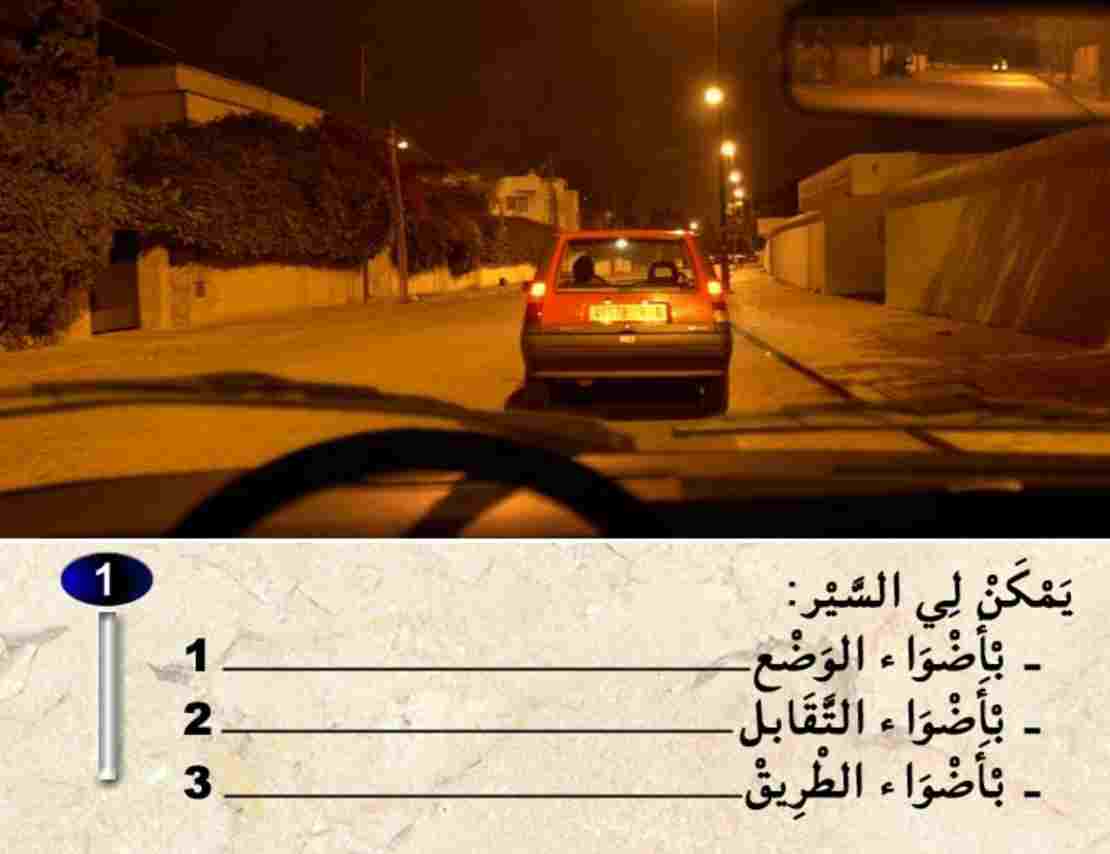 1
يَمْكَنْ لِي السَّيْر:
- بْأَضْوَاء الوَضْع 1
- بْأَضْوَاء التَّقَابل 2
- بْأَضْوَاء الطْرِيقْ 3